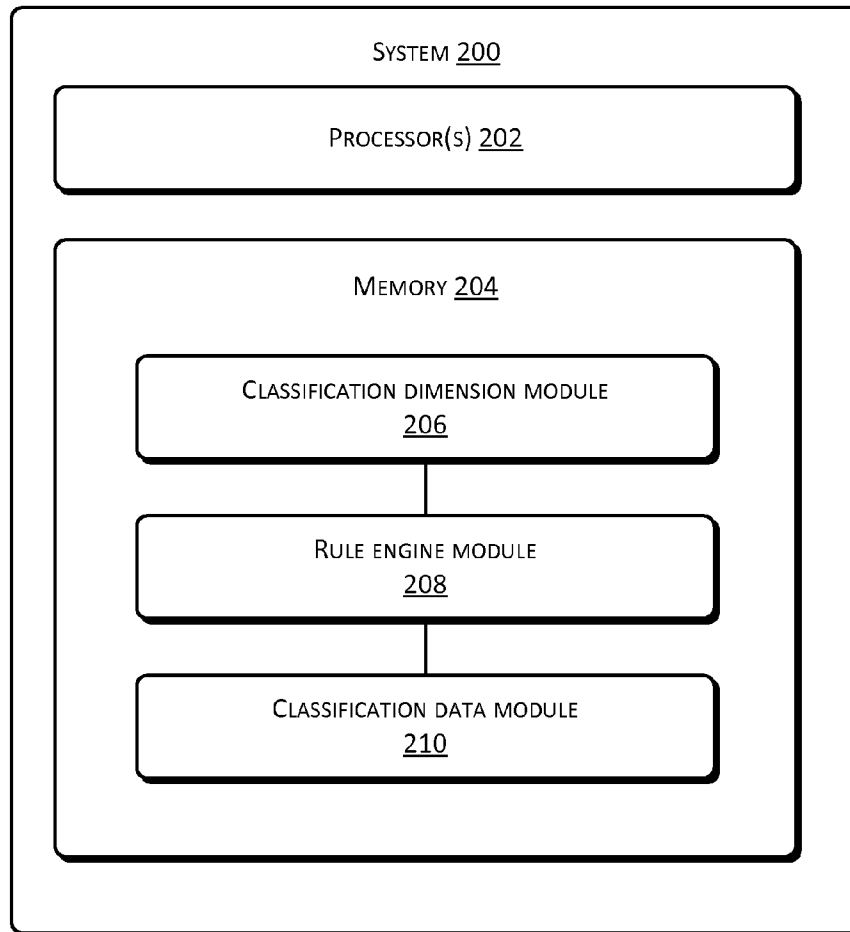 SYSTEM 200
PROCESSOR(S) 202
MEMORY 204
CLASSIFICATION DIMENSION MODULE
206
RULE ENGINE MODULE
208
CLASSIFICATION DATA MODULE
210